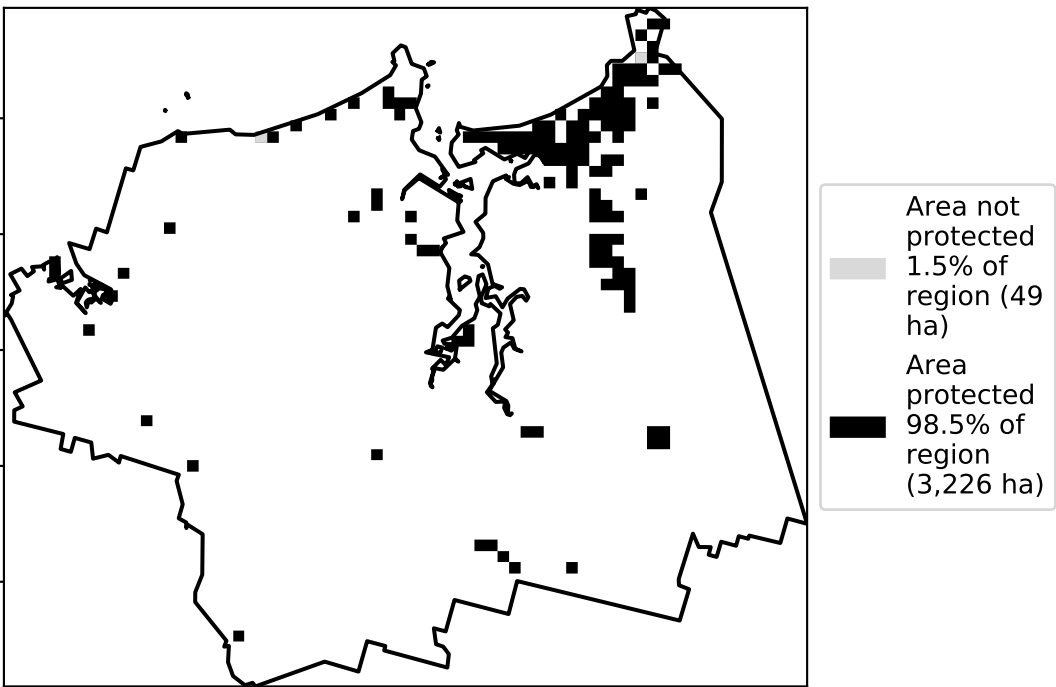 Area not
protected
1.5% of
region (49
ha)
Area
protected
98.5% of
region
(3,226 ha)